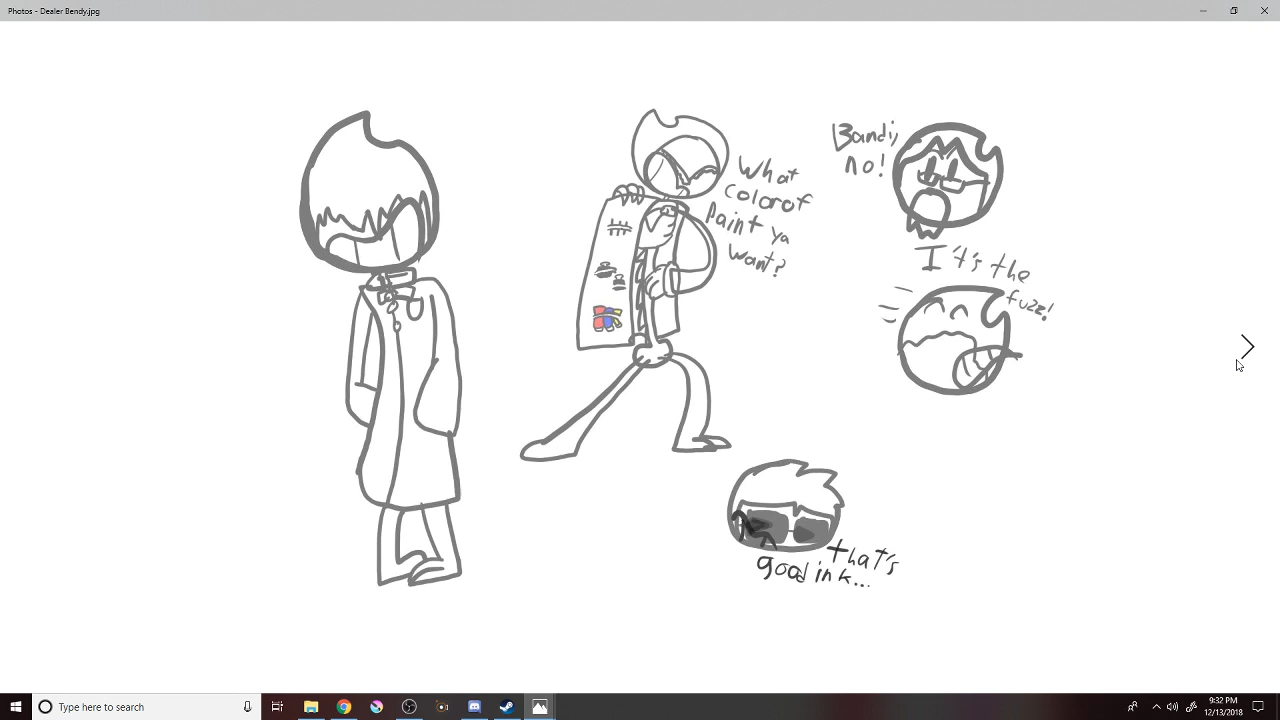 Photos - Dealer Bendy.jpg
What
Color of
Paint ya
Want?
Bandi,
no!
It's the
fuzz!
that's
good ink...
Type here to search
9:32 PM
12/13/2018